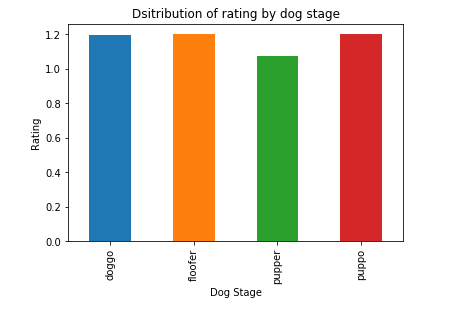 Dsitribution of rating by dog stage
1.2
1.0
0.8
0.6
0.4
0.2
0.0
Rating
doggo
floofer
pupper
puppo
Dog Stage